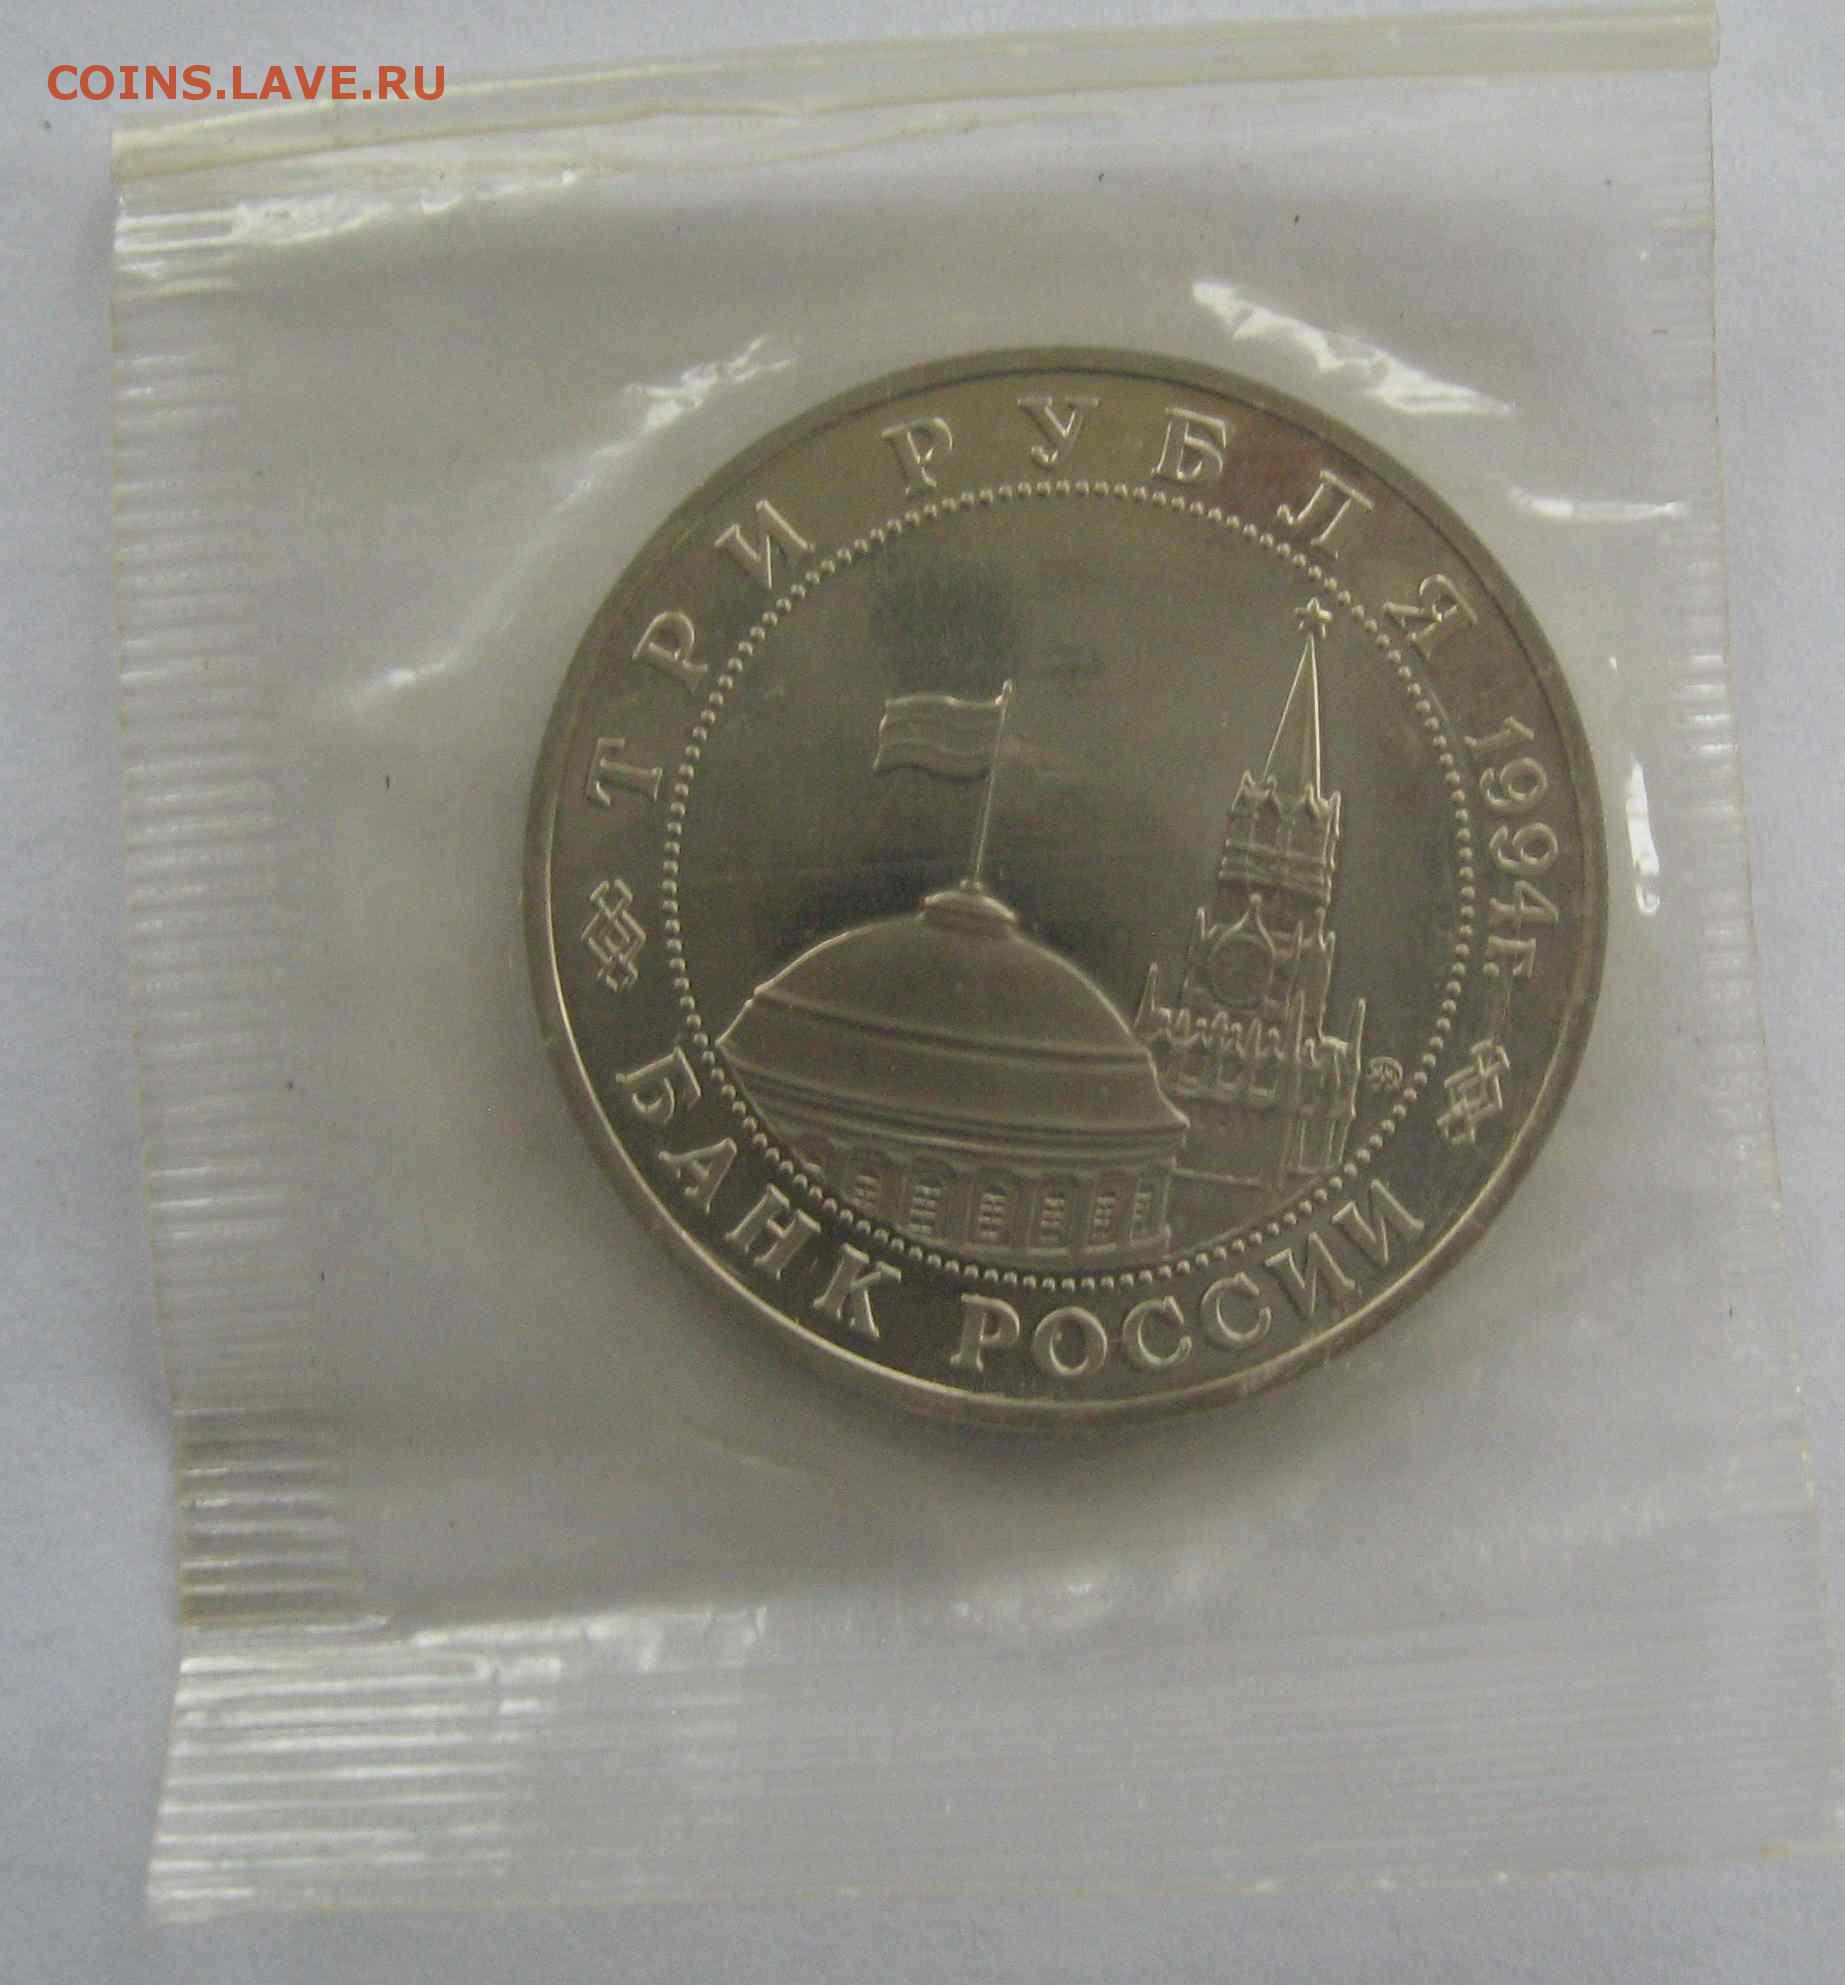 COINS.LAVE.RU
ТРИ РУБЛЯ 1994г.
БАНК РОССИИ